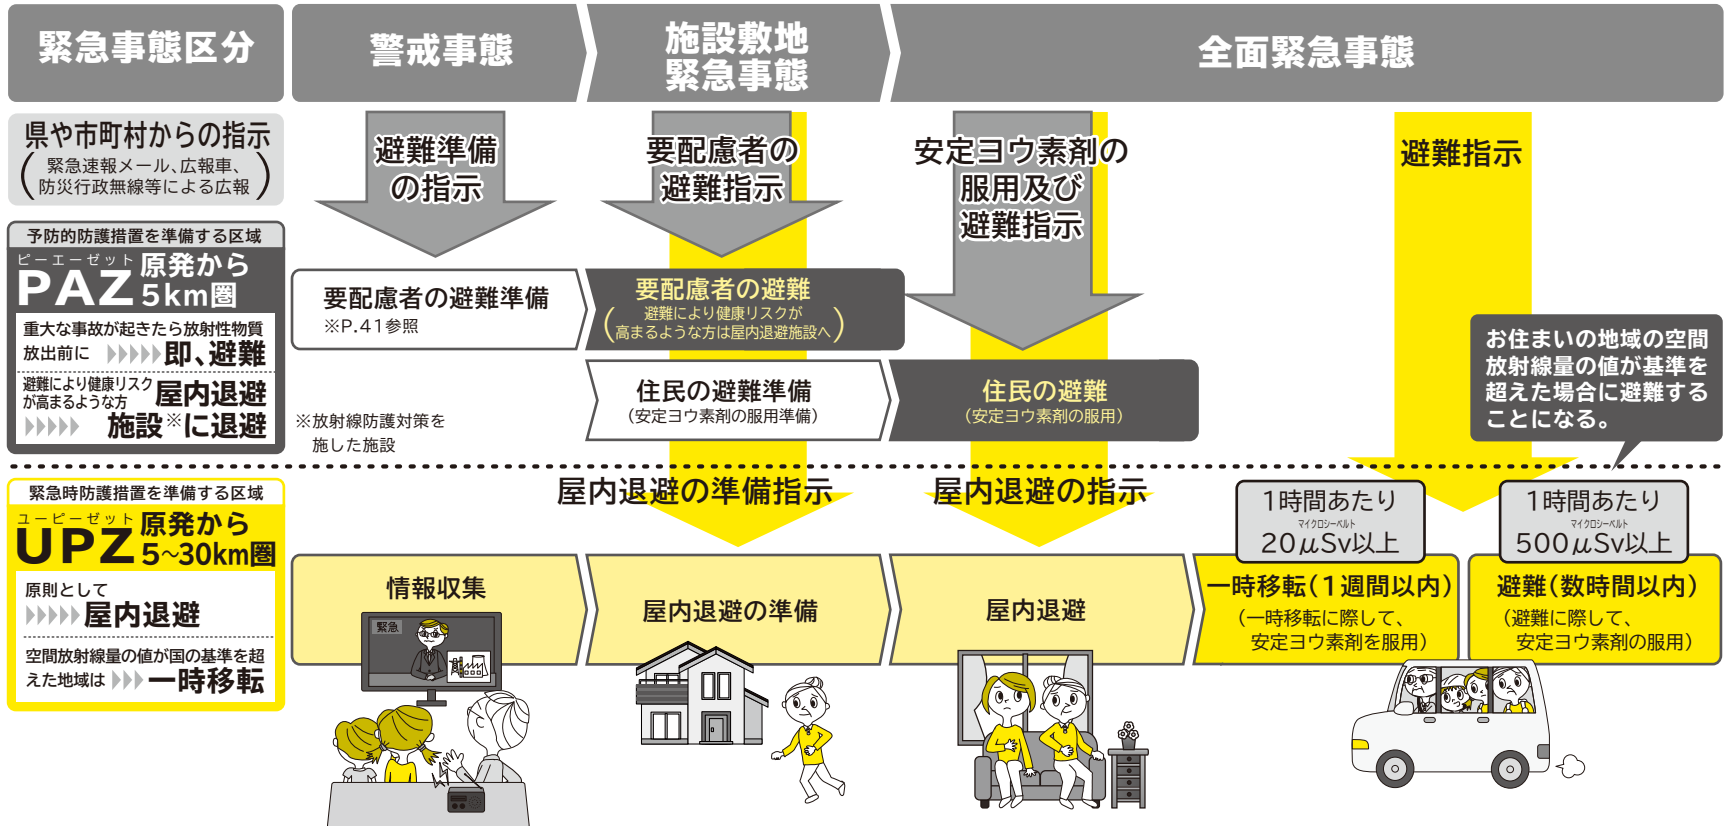 緊急事態区分
警戒事態
施設敷地
緊急事態
全面緊急事態
県や市町村からの指示
(緊急速報メール、広報車、
防災行政無線等による広報)
避難準備
の指示
要配慮者の
避難指示
安定ヨウ素剤の
服用及び
避難指示
避難指示
予防的防護措置を準備する区域
ピーエーゼット
PAZ 原発から
5km圏
重大な事故が起きたら放射性物質
放出前に 即、避難
避難により健康リスク
が高まるような方 屋内退避
施設※に退避
要配慮者の避難準備
※P.41参照
要配慮者の避難
(避難により健康リスクが
高まるような方は屋内退避施設へ)
住民の避難準備
(安定ヨウ素剤の服用準備)
住民の避難
(安定ヨウ素剤の服用)
※放射線防護対策を
施した施設
お住まいの地域の空間
放射線量の値が基準を
超えた場合に避難する
ことになる。
緊急時防護措置を準備する区域
ユーピーゼット
UPZ 原発から
5~30km圏
原則として
屋内退避
空間放射線量の値が国の基準を超
えた地域は 一時移転
屋内退避の準備指示
屋内退避の指示
1時間あたり
マイクロシーベルト
20μSv以上
1時間あたり
マイクロシーベルト
500μSv以上
情報収集
緊急
屋内退避の準備
屋内退避
一時移転(1週間以内)
(一時移転に際して、
安定ヨウ素剤を服用)
避難(数時間以内)
(避難に際して、
安定ヨウ素剤の服用)